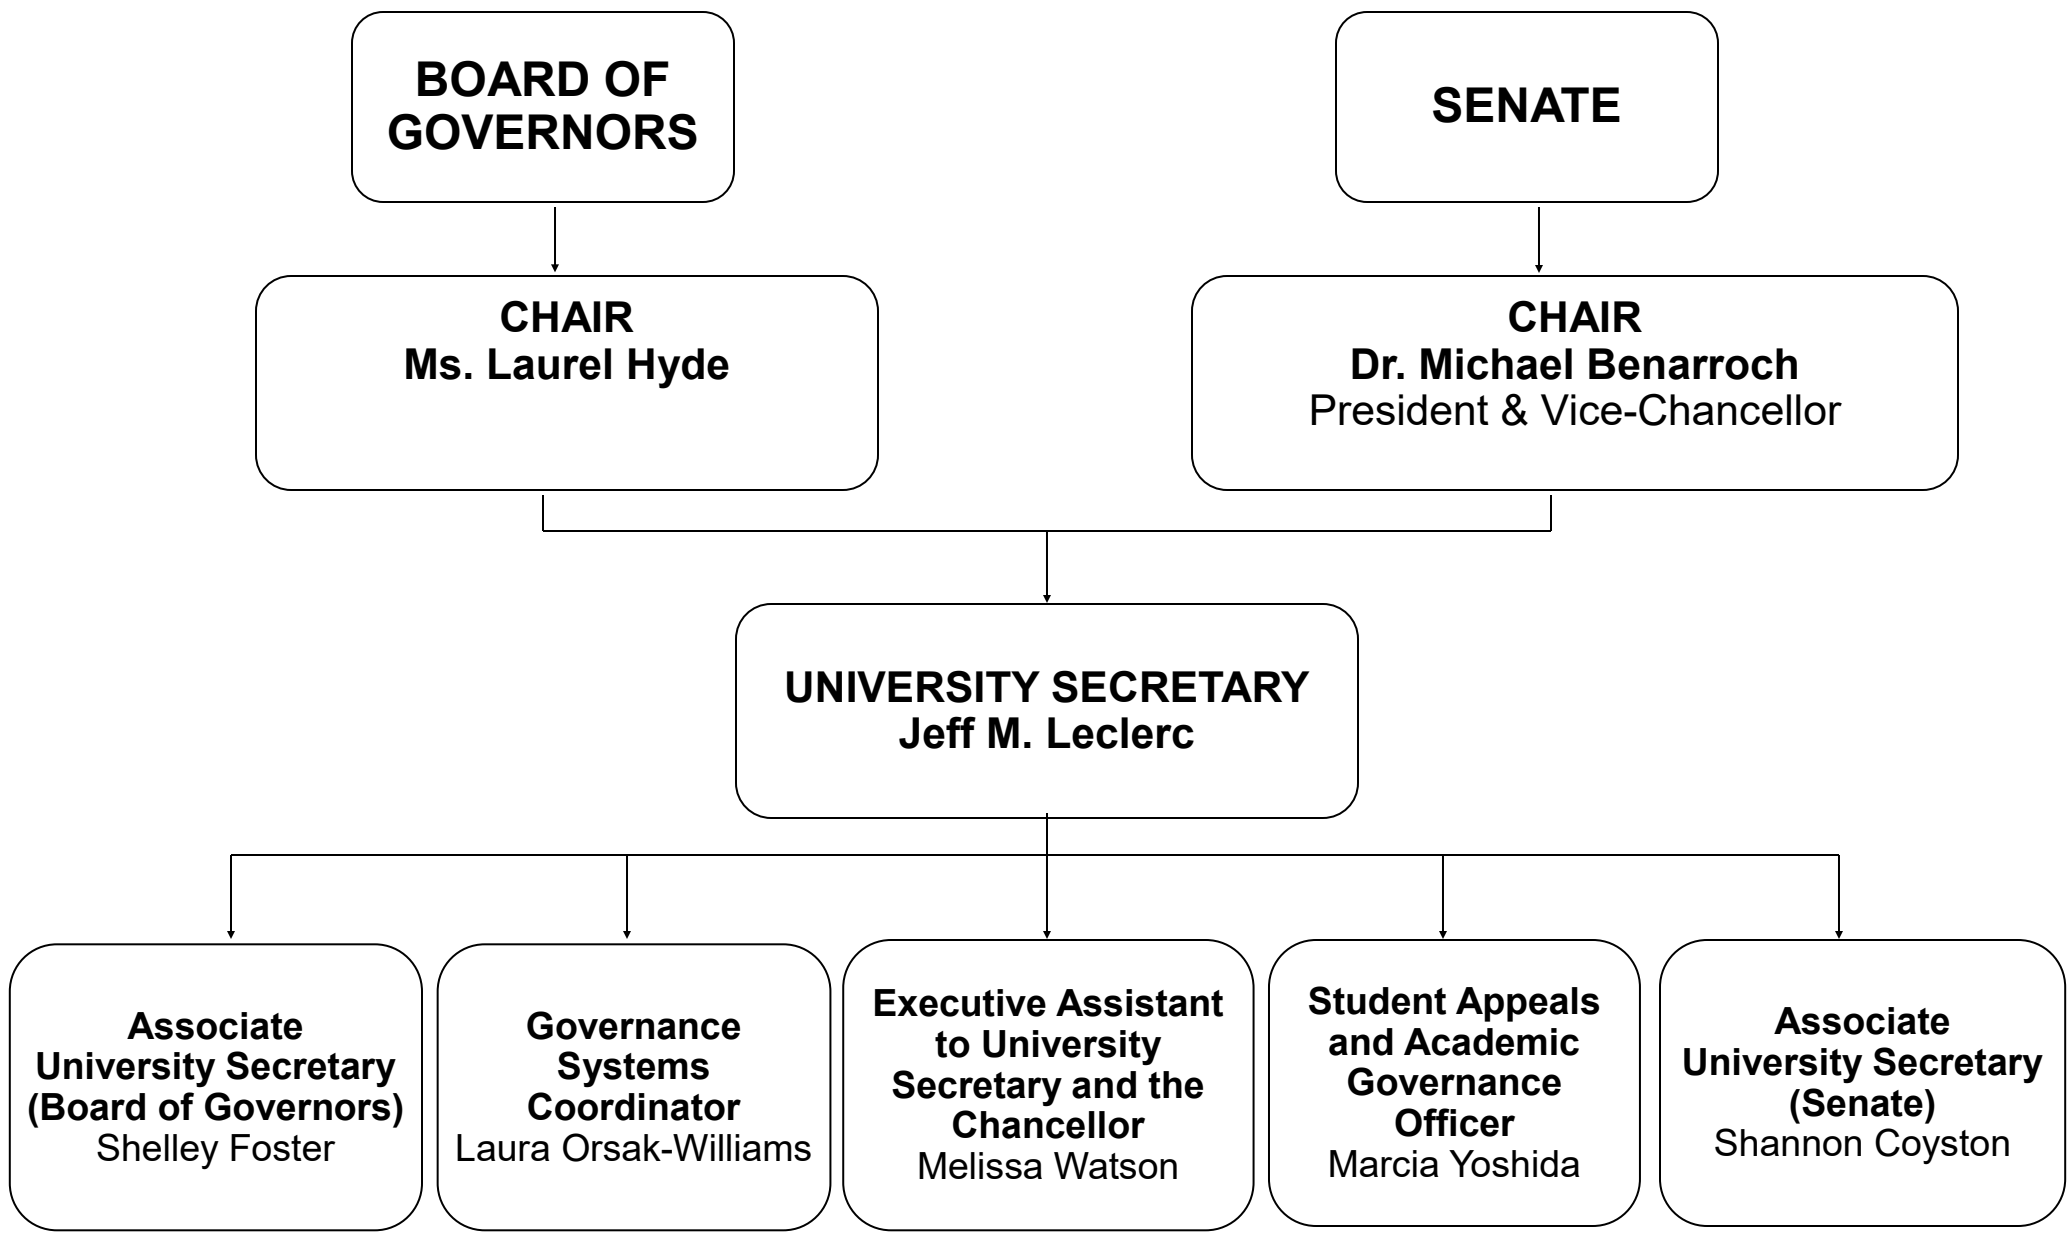 BOARD OF
GOVERNORS
SENATE
CHAIR
Ms. Laurel Hyde
CHAIR
Dr. Michael Benarroch
President & Vice-Chancellor
UNIVERSITY SECRETARY
Jeff M. Leclerc
Associate
University Secretary
(Board of Governors)
Shelley Foster
Governance
Systems
Coordinator
Laura Orsak-Williams
Executive Assistant
to University
Secretary and the
Chancellor
Melissa Watson
Student Appeals
and Academic
Governance
Officer
Marcia Yoshida
Associate
University Secretary
(Senate)
Shannon Coyston